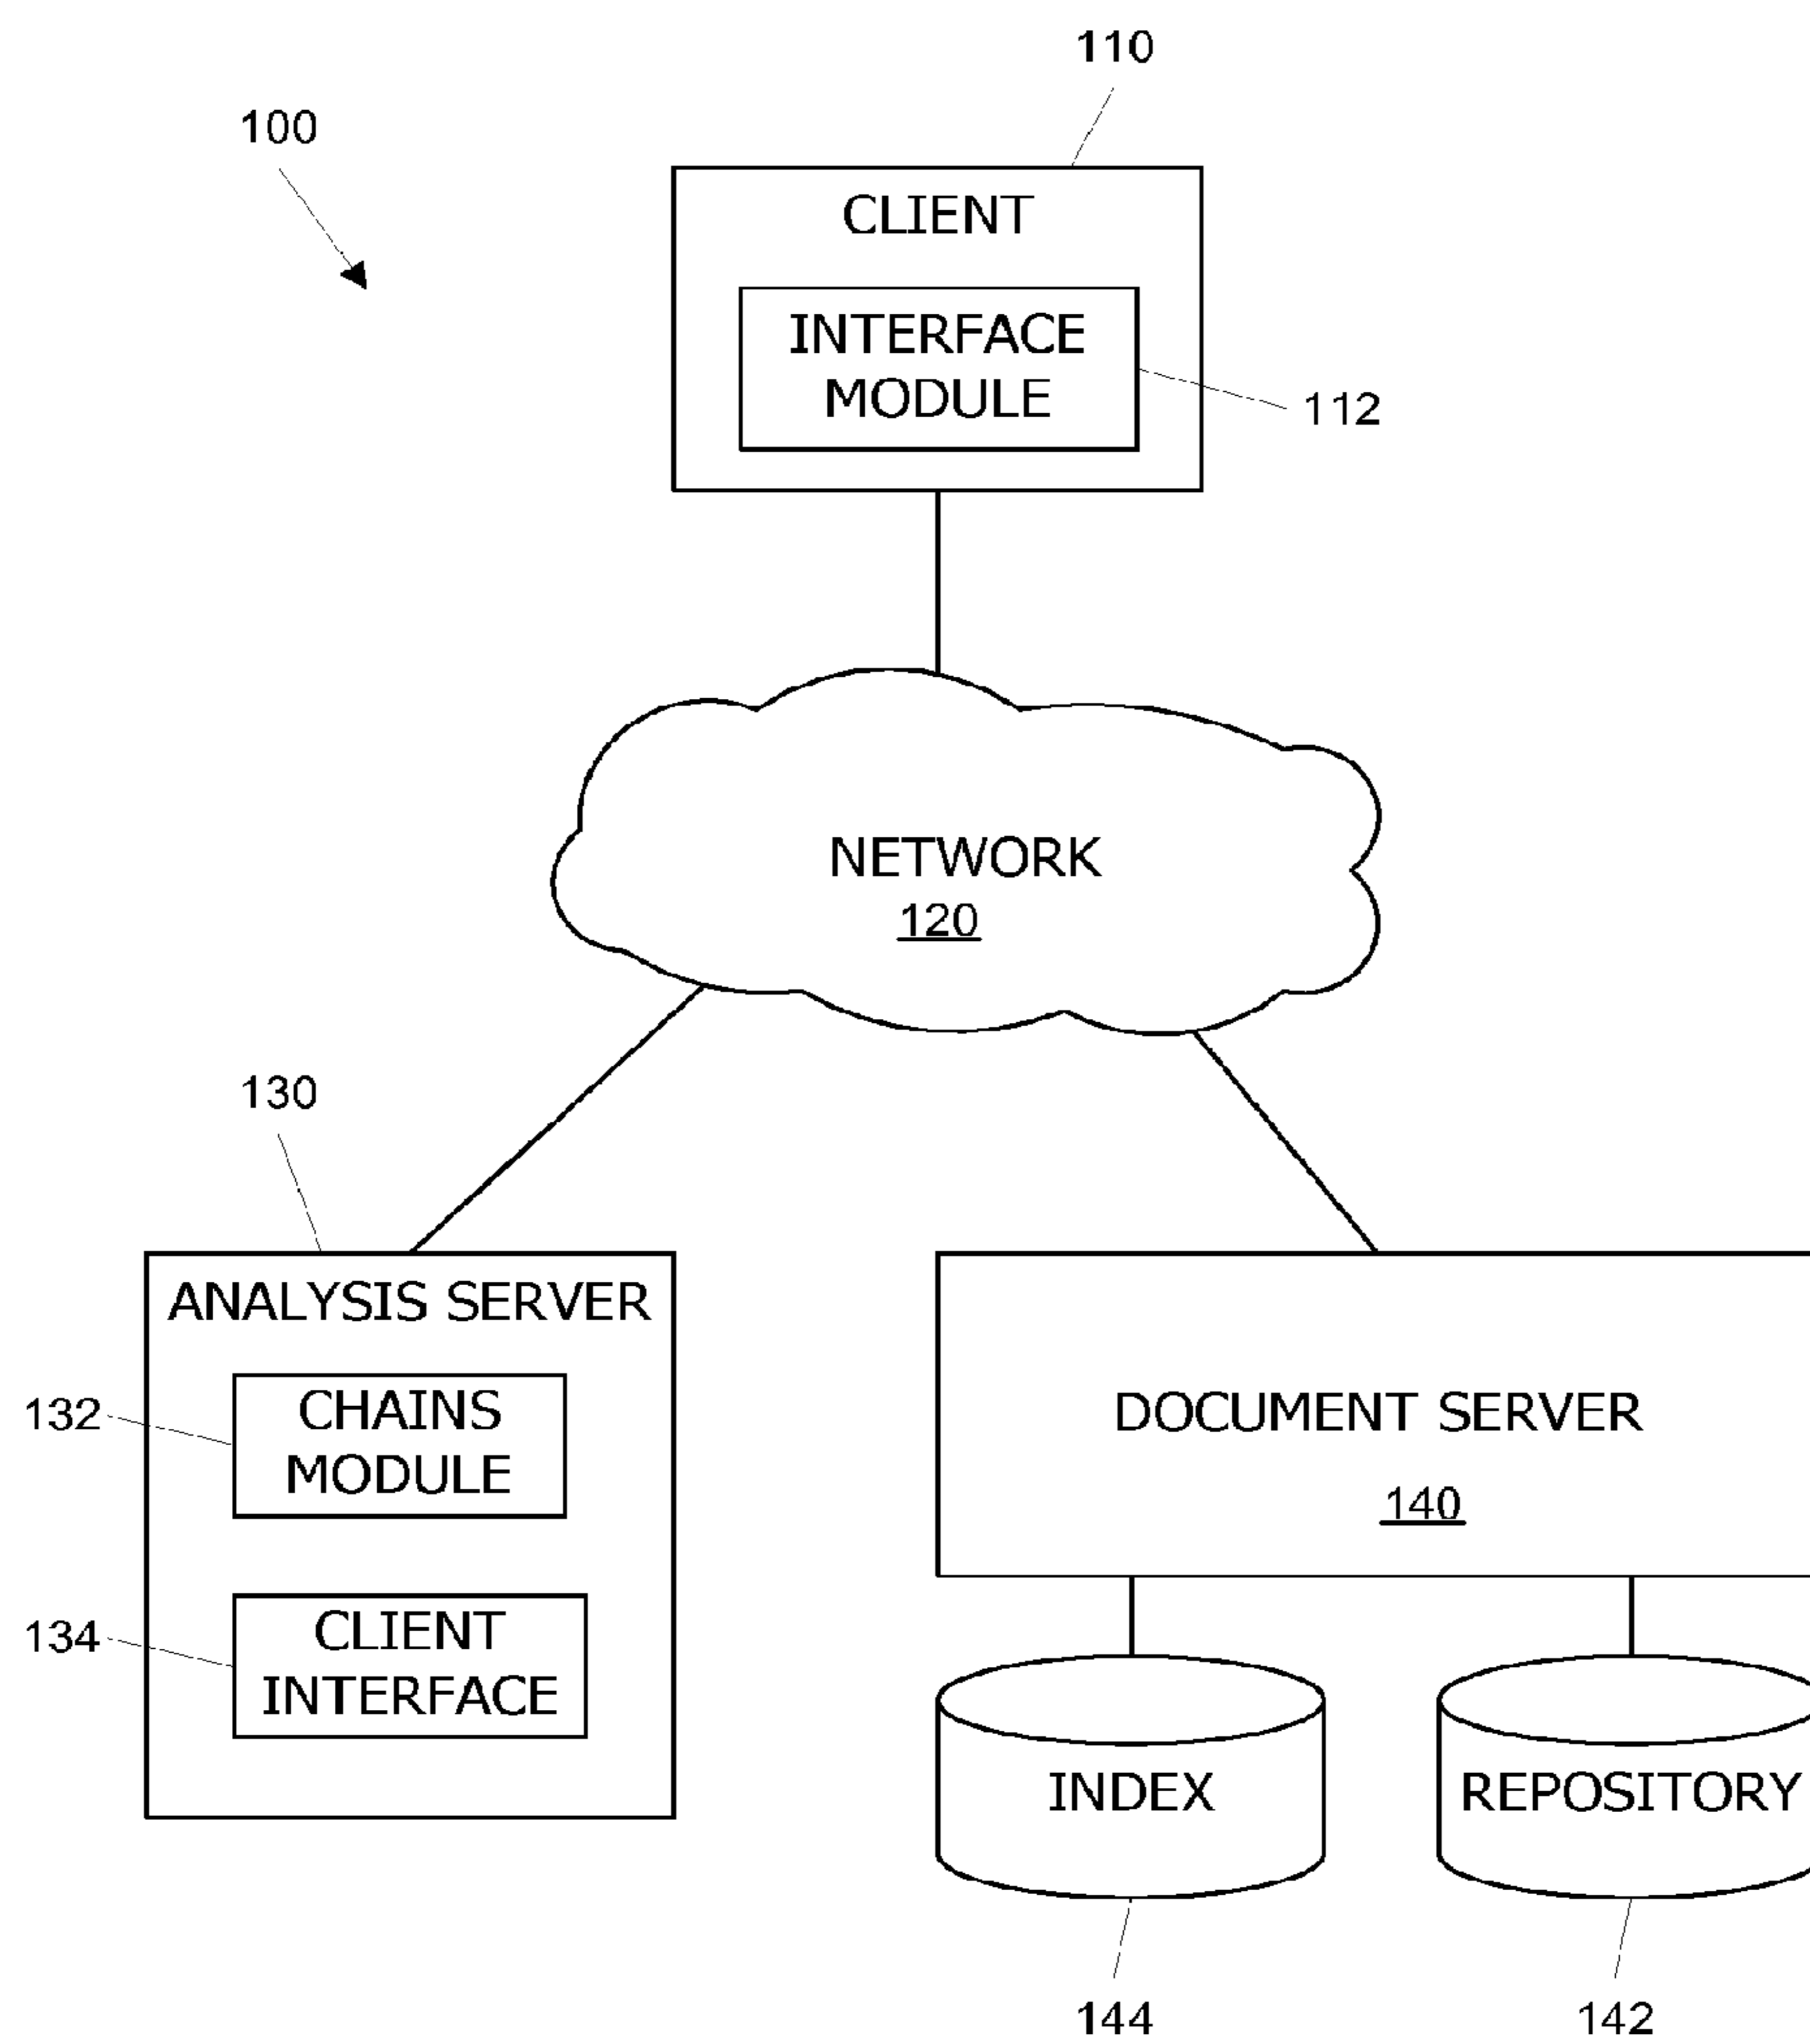 110
100
CLIENT
INTERFACE
MODULE
112
NETWORK
120
130
ANALYSIS SERVER
132
CHAINS
MODULE
134
CLIENT
INTERFACE
DOCUMENT SERVER
140
INDEX
REPOSITORY
144
142